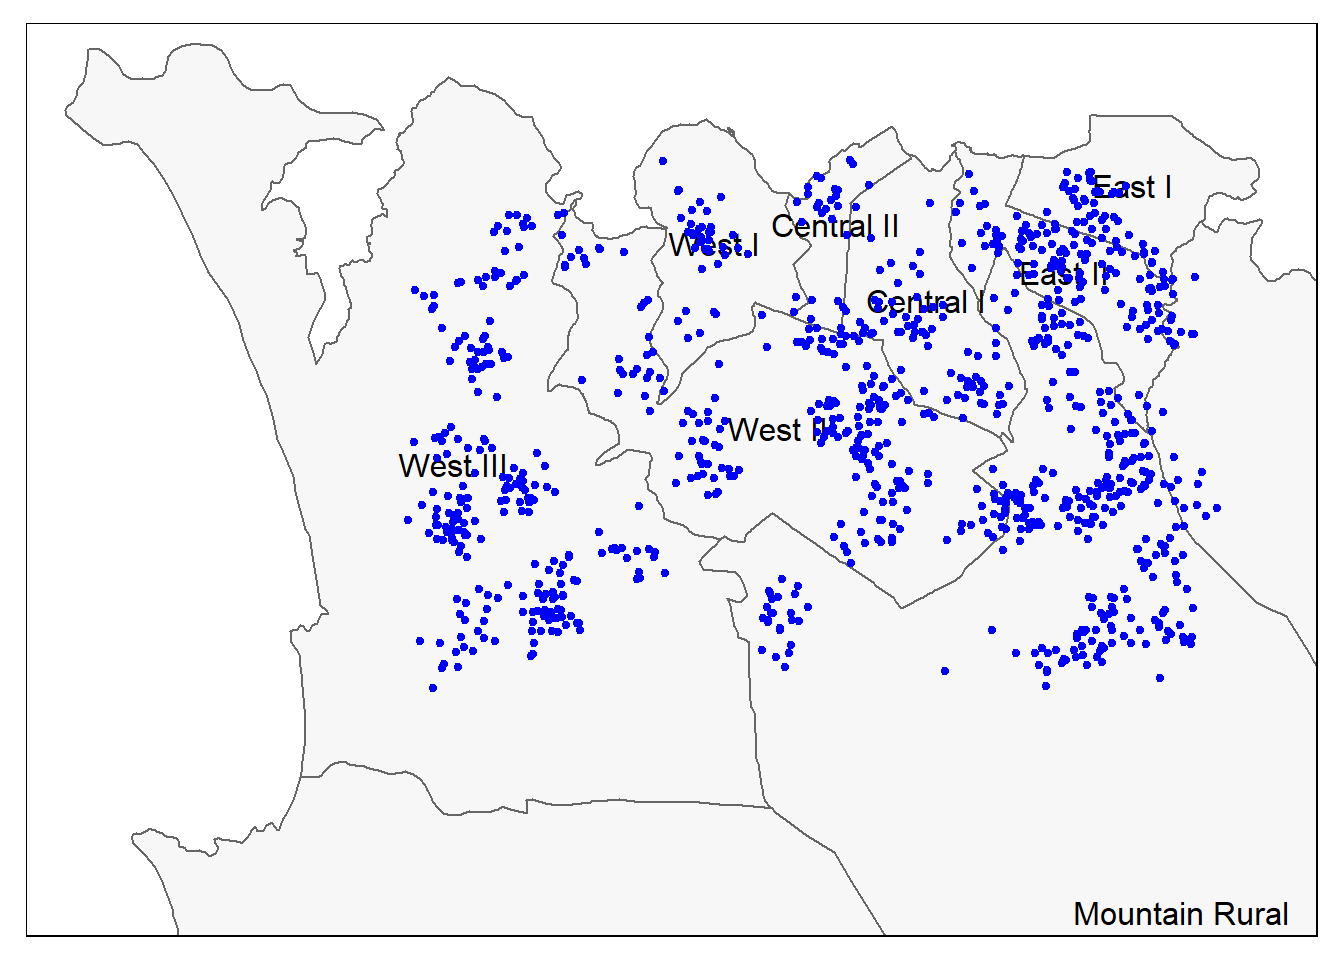 East I
Central II
West I
East II
Central I
West II
West III
Mountain Rural